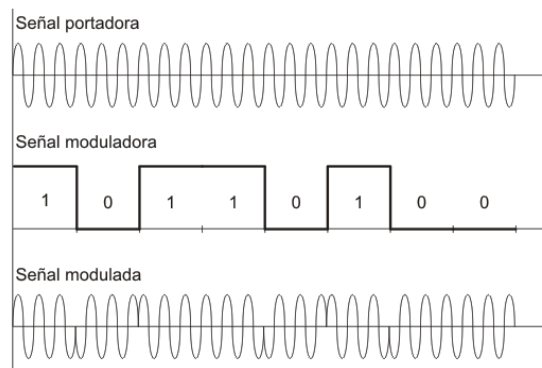 Señal portadora
Señal moduladora
1 0 1 1 0 1 0 0
Señal modulada